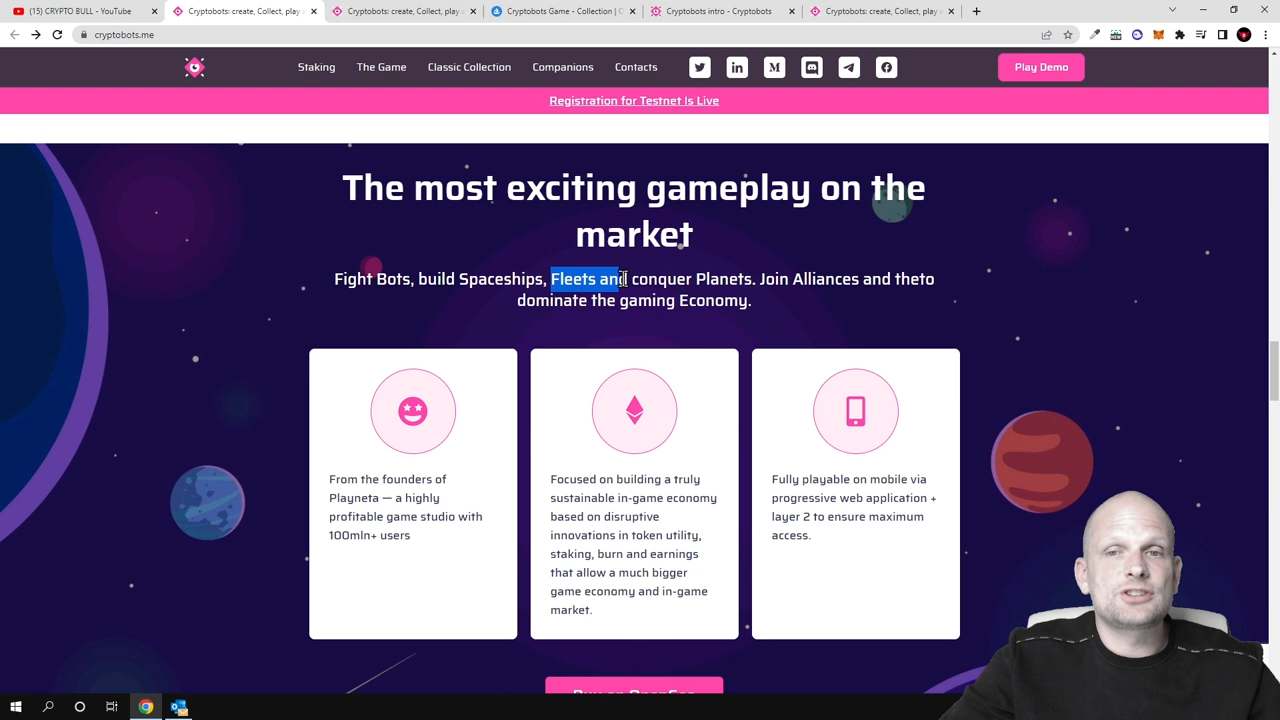 (15) CRYPTO BULL - YouTube
Cryptobots: create, Collect, play a
Cryptobots: create, Collect, play a
Cryptobots Game - Collection | O
Cryptobots intro - Cryptobots
Cryptobots: create, Collect, play a
cryptobots.me
Staking The Game Classic Collection Companions Contacts Play Demo
Registration for Testnet Is Live
The most exciting gameplay on the
market
Fight Bots, build Spaceships, Fleets and conquer Planets. Join Alliances and theto
dominate the gaming Economy.
From the founders of
Playneta — a highly
profitable game studio with
100mln+ users
Focused on building a truly
sustainable in-game economy
based on disruptive
innovations in token utility,
staking, burn and earnings
that allow a much bigger
game economy and in-game
market.
Fully playable on mobile via
progressive web application +
layer 2 to ensure maximum
access.
Buy on OpenSea